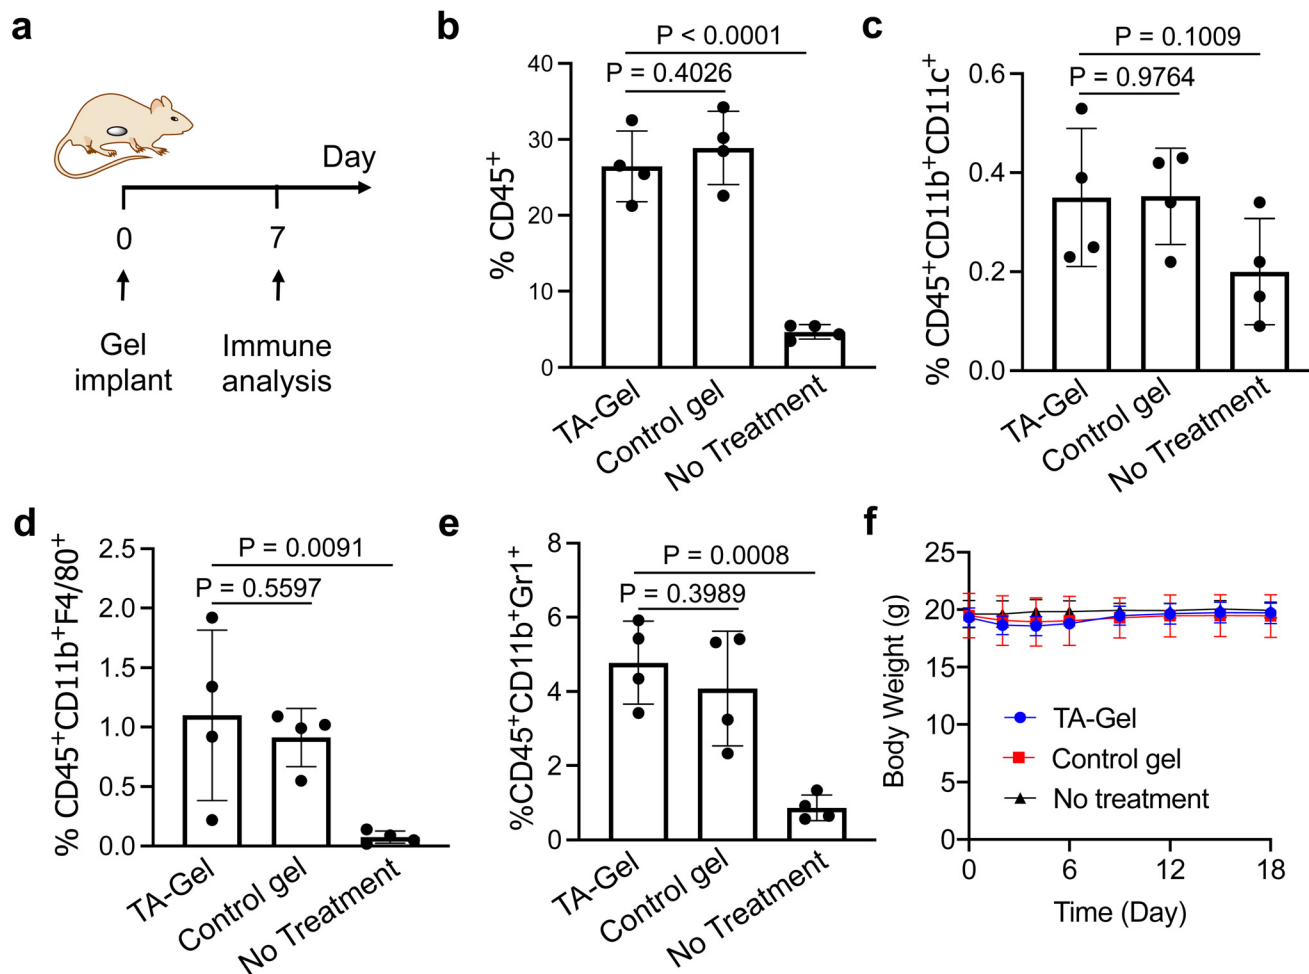 a
Day
0
7
Gel
implant
Immune
analysis
b
P < 0.0001
P = 0.4026
% CD45⁺
40
30
20
10
0
TA-Gel
Control gel
No Treatment
c
P = 0.1009
P = 0.9764
% CD45⁺CD11b⁺CD11c⁺
0.6
0.4
0.2
0.0
TA-Gel
Control gel
No Treatment
d
P = 0.0091
P = 0.5597
% CD45⁺CD11b⁺F4/80⁺
2.5
2.0
1.5
1.0
0.5
0.0
TA-Gel
Control gel
No Treatment
e
P = 0.0008
P = 0.3989
%CD45⁺CD11b⁺Gr1⁺
8
6
4
2
0
TA-Gel
Control gel
No Treatment
f
Body Weight (g)
25
20
15
10
5
0
TA-Gel
Control gel
No treatment
0
6
12
18
Time (Day)